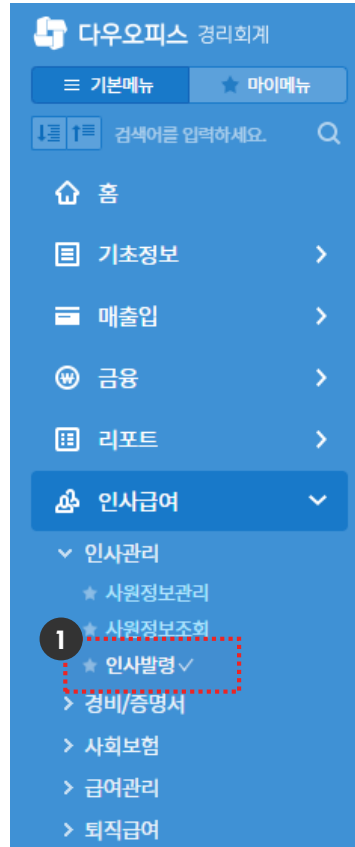 다우오피스 경리회계
기본메뉴 마이메뉴
검색어를 입력하세요.
홈
기초정보
매출입
금융
리포트
인사급여
인사관리
사원정보관리
1 사원정보조회
인사발령
경비/증명서
사회보험
급여관리
퇴직급여